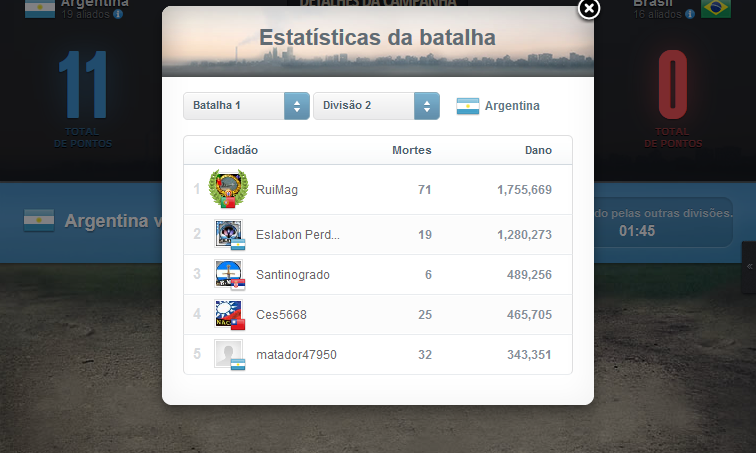 Argentina
19 aliados
DETALHES DA CAMPANHA
Brasil
16 aliados
11
TOTAL
DE PONTOS
0
TOTAL
DE PONTOS
Estatísticas da batalha
Batalha 1
Divisão 2
Argentina
Cidadão Mortes Dano
1 RuiMag 71 1,755,669
2 Eslabon Perd... 19 1,280,273
3 Santinogrado 6 489,256
4 Ces5668 25 465,705
5 matador47950 32 343,351
Argentina v
do pelas outras divisões.
01:45